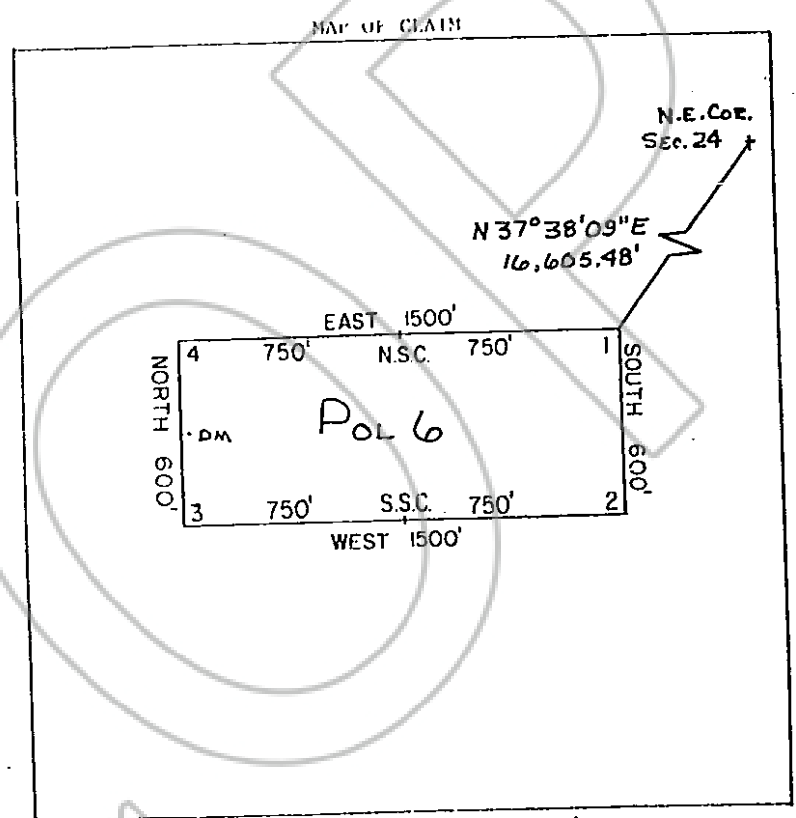 MAP OF CLAIM
N.E. COR.
SEC. 24
N 37° 38' 09" E
16,605.48'
EAST 1500'
4 750' N.S.C. 750' 1
NORTH 600'
SOUTH 600'
DM
POL 6
3 750' S.S.C. 750' 2
WEST 1500'